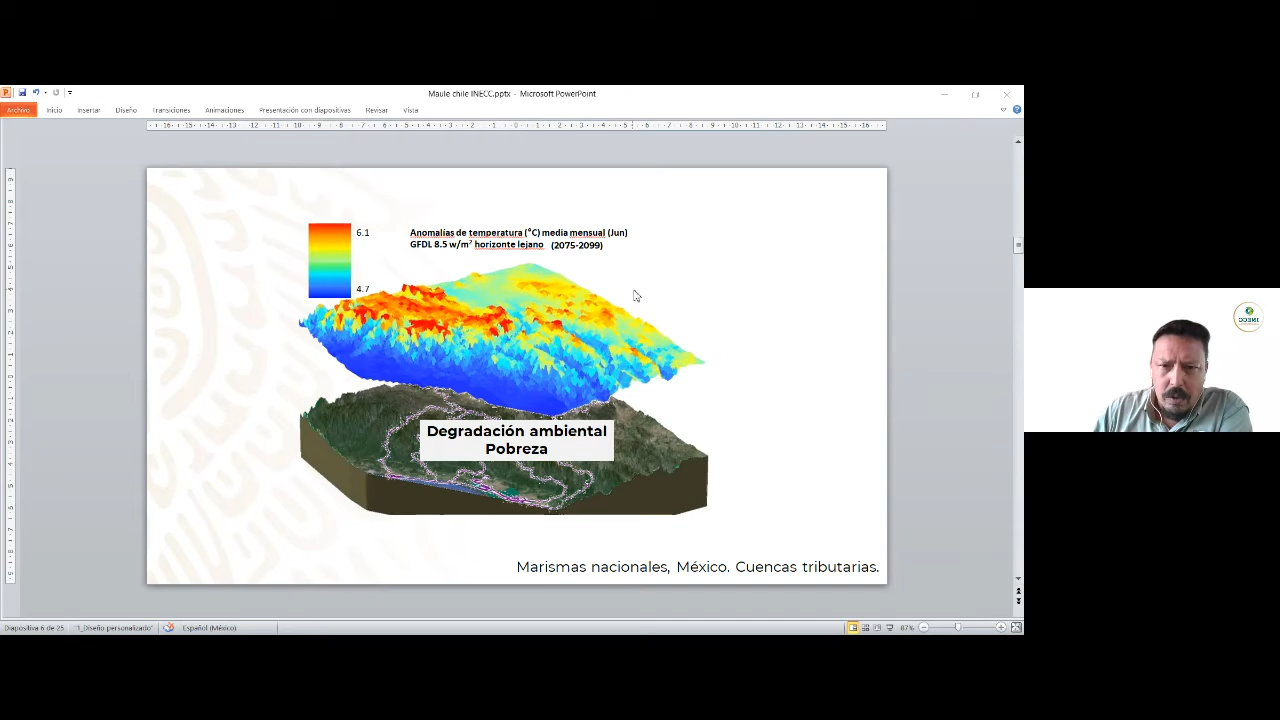 Maule chile INECC.pptx - Microsoft PowerPoint
Archivo Inicio Insertar Diseño Transiciones Animaciones Presentación con diapositivas Revisar Vista
6.1
4.7
Anomalías de temperatura (°C) media mensual (Jun)
GFDL 8.5 w/m² horizonte lejano (2075-2099)
Degradación ambiental
Pobreza
Marismas nacionales, México. Cuencas tributarias.
Diapositiva 6 de 25 "1_Diseño personalizado" Español (México) 87%
INECC